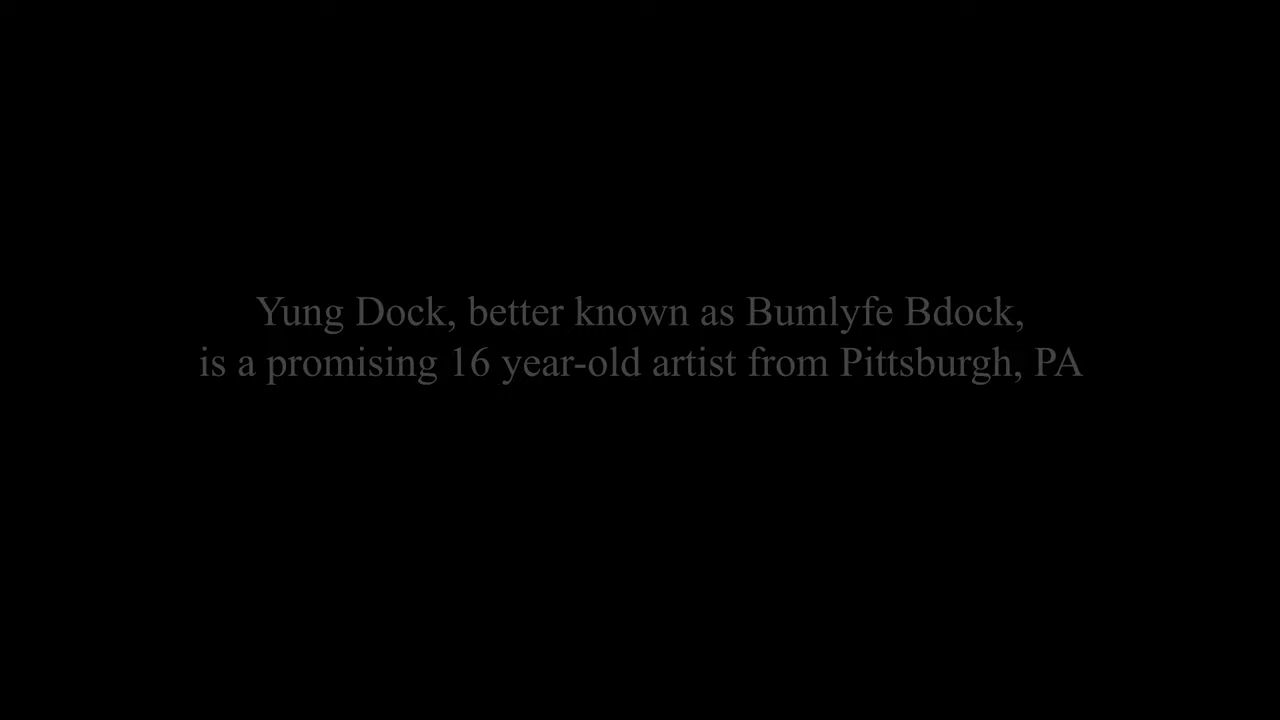 Yung Dock, better known as Bumlyfe Bdock,
is a promising 16 year-old artist from Pittsburgh, PA